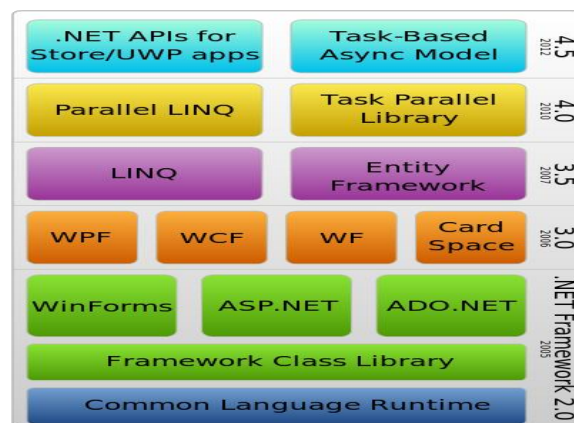 .NET APIs for
Store/UWP apps
Task-Based
Async Model
4.5
2012
Parallel LINQ
Task Parallel
Library
4.0
2010
LINQ
Entity
Framework
3.5
2007
WPF
WCF
WF
Card
Space
3.0
2006
WinForms
ASP.NET
ADO.NET
Framework Class Library
Common Language Runtime
.NET Framework 2.0
2005